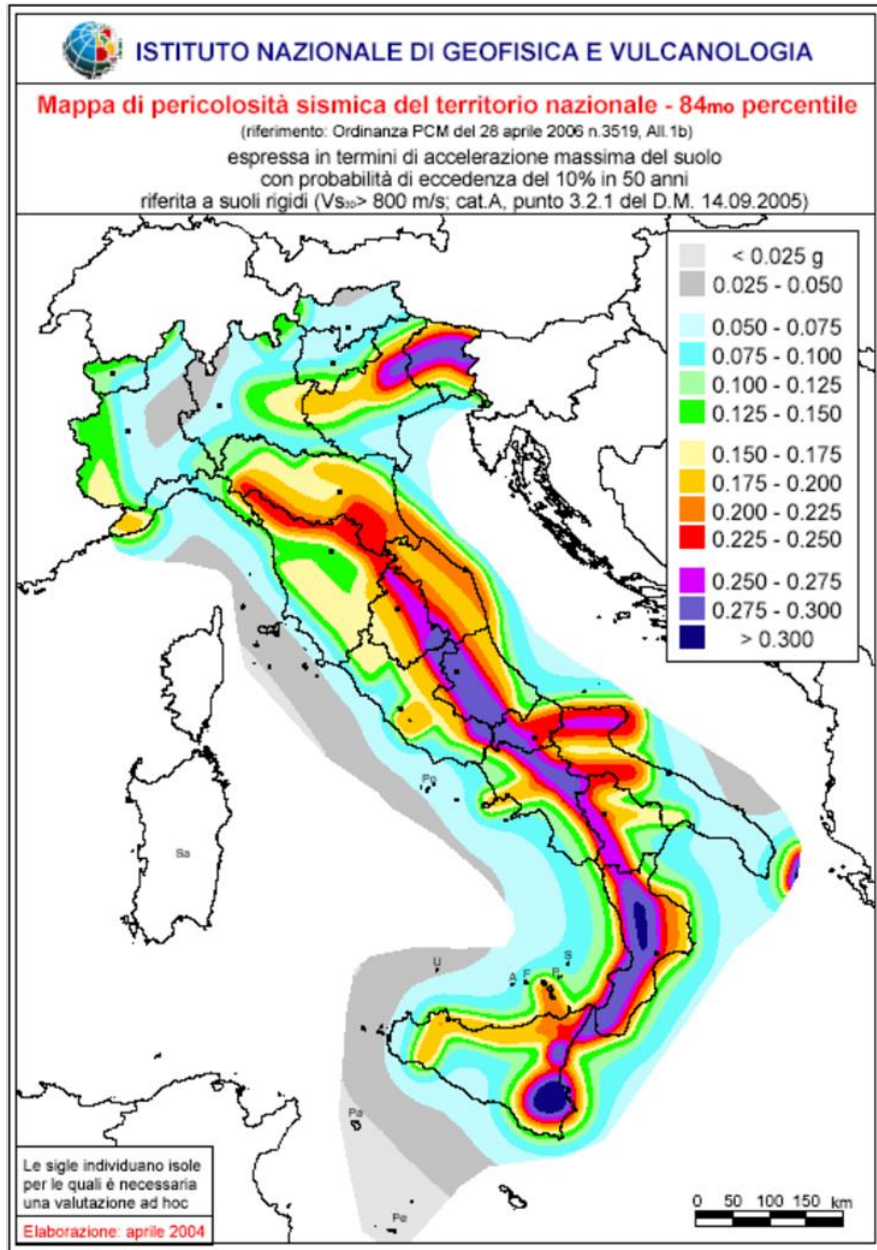 ISTITUTO NAZIONALE DI GEOFISICA E VULCANOLOGIA
Mappa di pericolosità sismica del territorio nazionale - 84mo percentile
(riferimento: Ordinanza PCM del 28 aprile 2006 n.3519, All.1b)
espressa in termini di accelerazione massima del suolo
con probabilità di eccedenza del 10% in 50 anni
riferita a suoli rigidi (Vs30> 800 m/s; cat.A, punto 3.2.1 del D.M. 14.09.2005)
< 0.025 g
0.025 - 0.050
0.050 - 0.075
0.075 - 0.100
0.100 - 0.125
0.125 - 0.150
0.150 - 0.175
0.175 - 0.200
0.200 - 0.225
0.225 - 0.250
0.250 - 0.275
0.275 - 0.300
> 0.300
Po
Sa
U
A
F
P
S
Pa
Pe
Le sigle individuano isole
per le quali è necessaria
una valutazione ad hoc
Elaborazione: aprile 2004
0 50 100 150 km